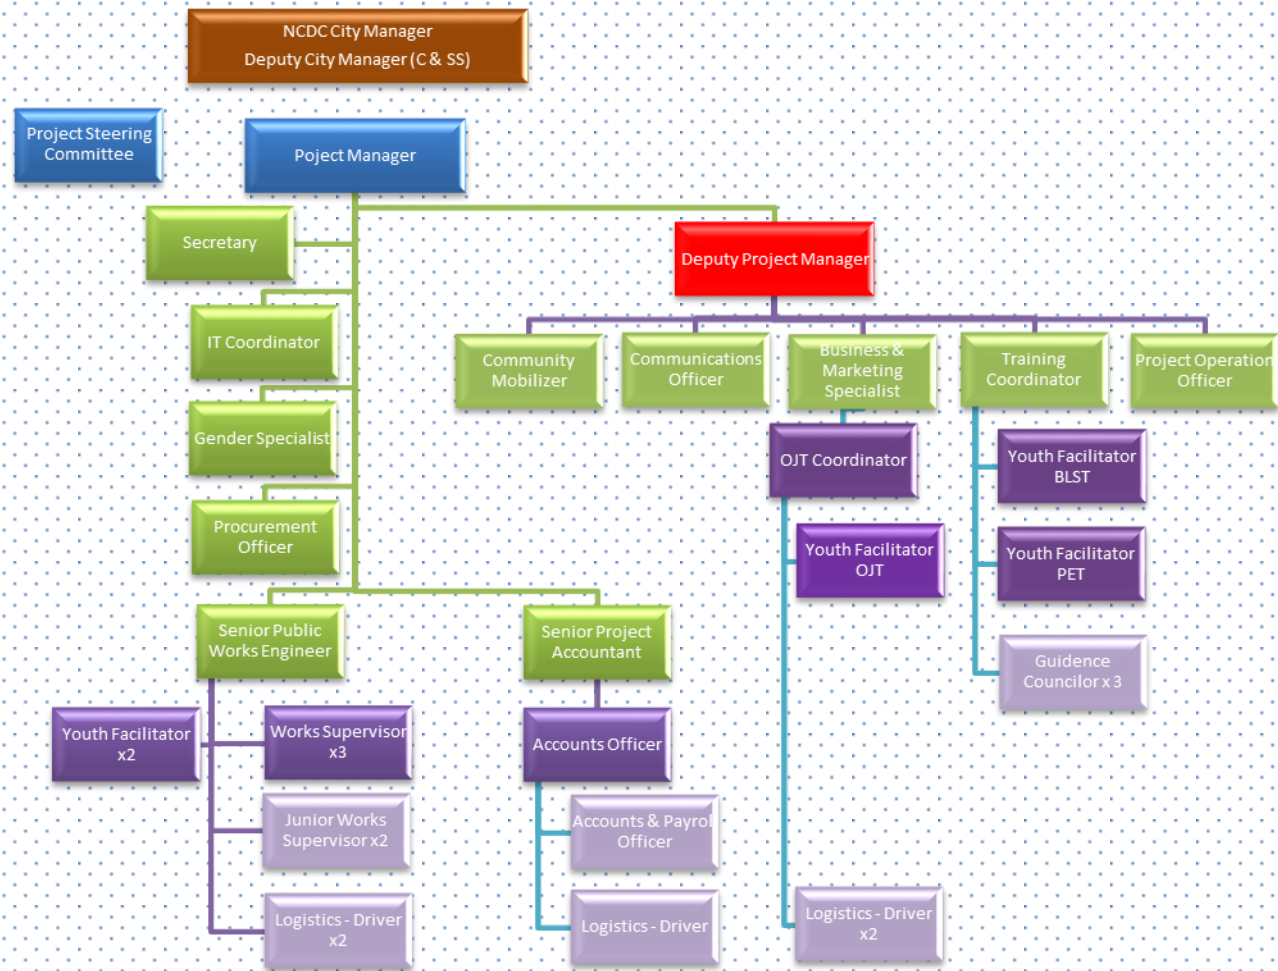 NCDC City Manager
Deputy City Manager (C & SS)
Project Steering
Committee
Poject Manager
Secretary
Deputy Project Manager
IT Coordinator
Community
Mobilizer
Communications
Officer
Business &
Marketing
Specialist
Training
Coordinator
Project Operation
Officer
Gender Specialist
OJT Coordinator
Youth Facilitator
BLST
Procurement
Officer
Youth Facilitator
OJT
Youth Facilitator
PET
Senior Public
Works Engineer
Senior Project
Accountant
Guidence
Councilor x 3
Youth Facilitator
x2
Works Supervisor
x3
Accounts Officer
Junior Works
Supervisor x2
Accounts & Payrol
Officer
Logistics - Driver
x2
Logistics - Driver
Logistics - Driver
x2